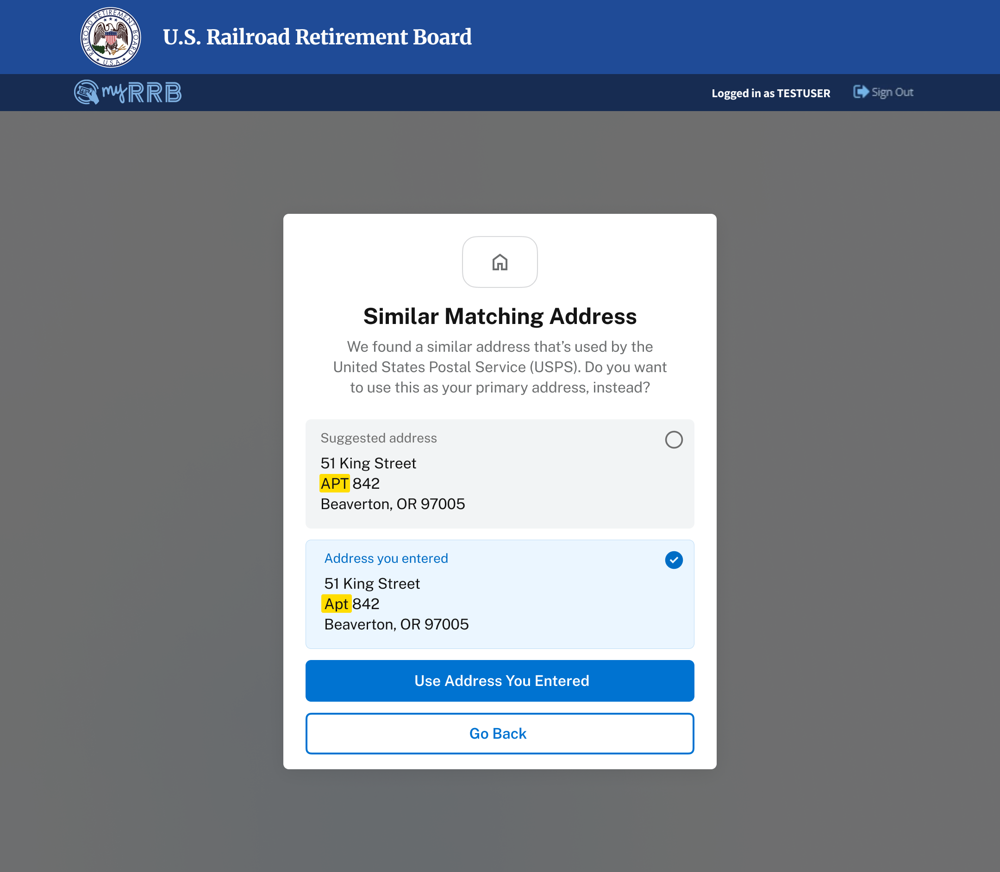 RAILROAD RETIREMENT BOARD
U.S.A.
U.S. Railroad Retirement Board
myRRB
Logged in as TESTUSER
Sign Out
Similar Matching Address
We found a similar address that’s used by the
United States Postal Service (USPS). Do you want
to use this as your primary address, instead?
Suggested address
51 King Street
APT 842
Beaverton, OR 97005
Address you entered
51 King Street
Apt 842
Beaverton, OR 97005
Use Address You Entered
Go Back